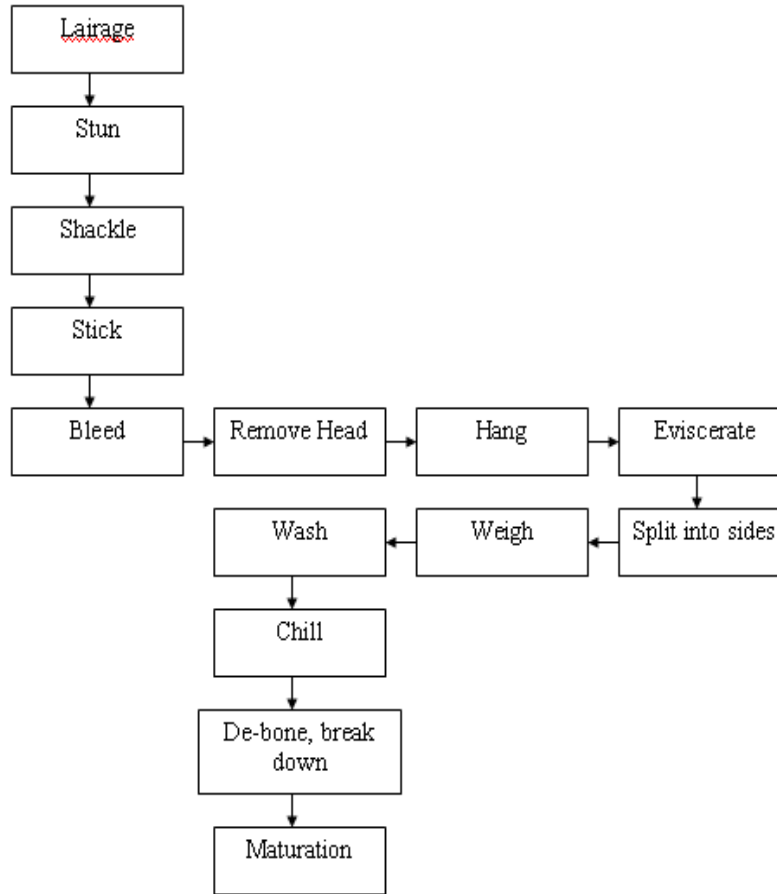 Lairage
Stun
Shackle
Stick
Bleed
Remove Head
Hang
Eviscerate
Split into sides
Weigh
Wash
Chill
De-bone, break
down
Maturation